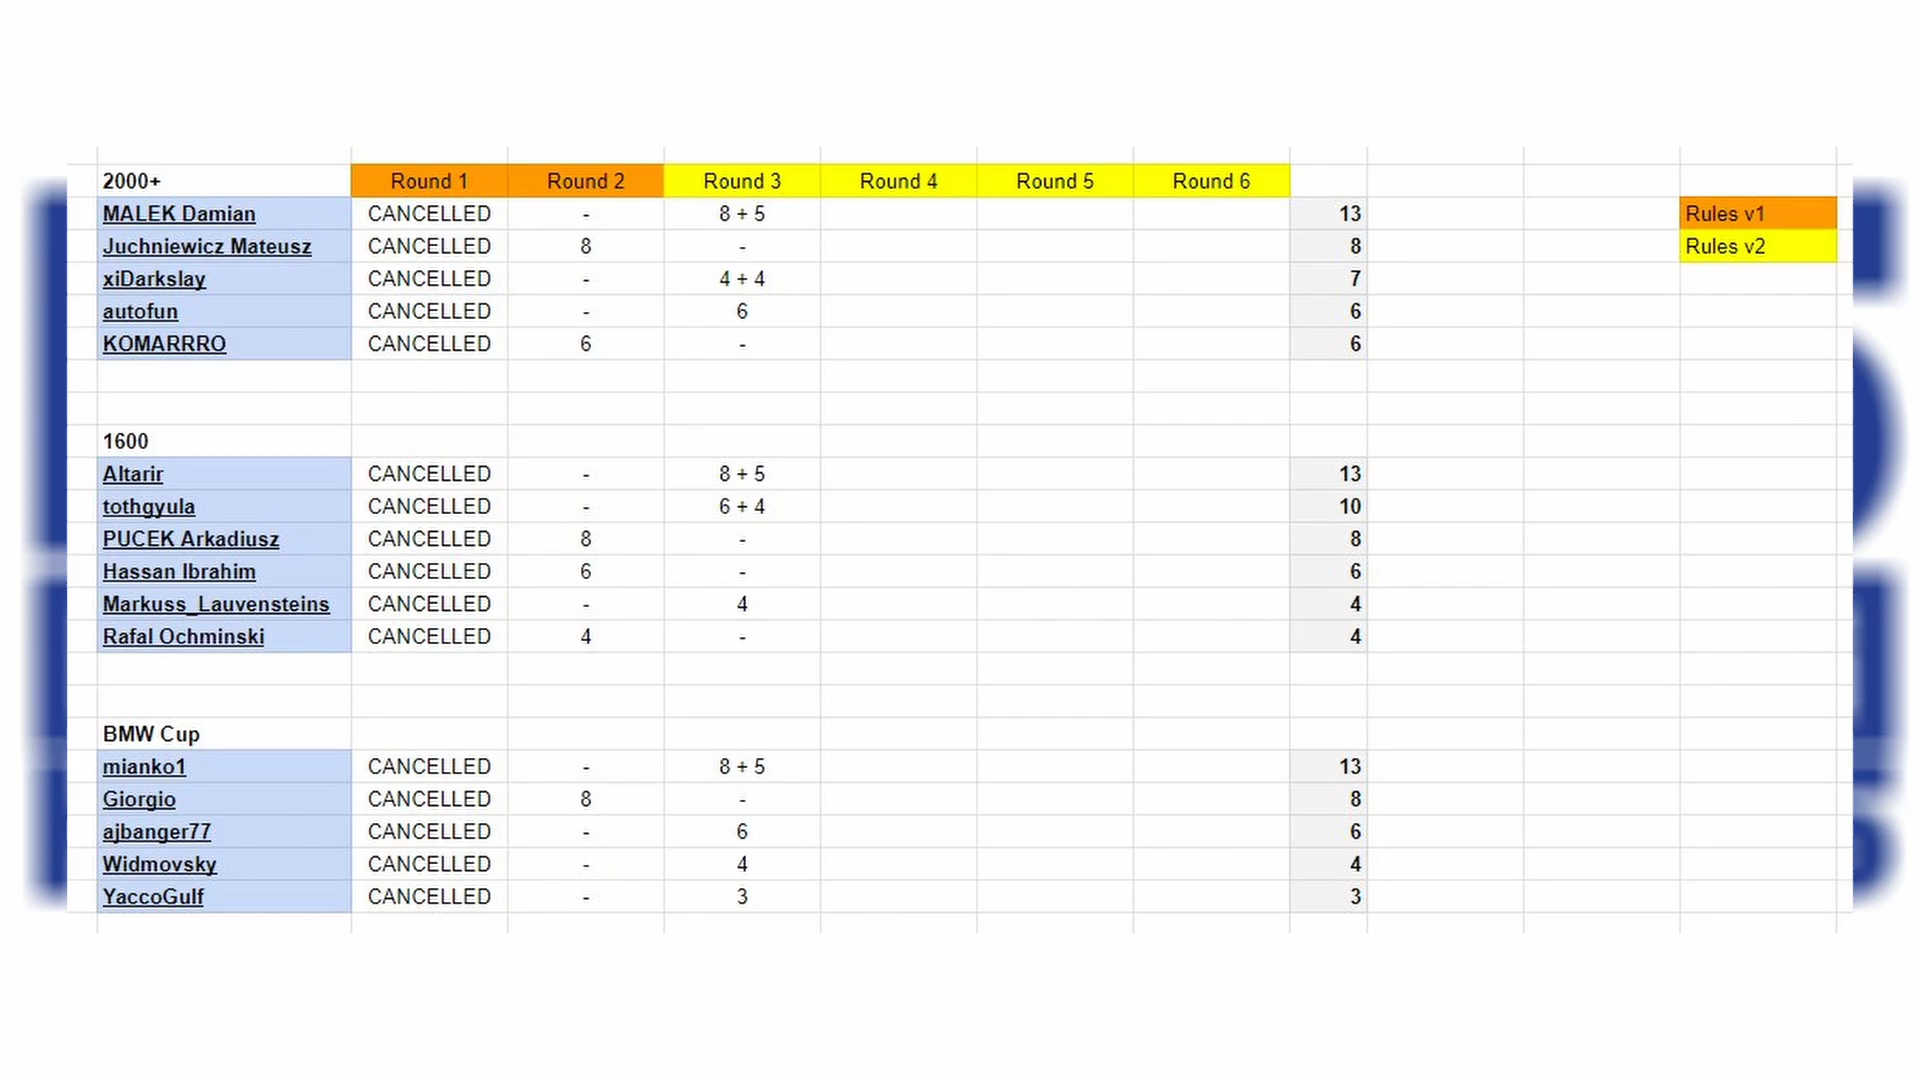 2000+ Round 1 Round 2 Round 3 Round 4 Round 5 Round 6
MALEK Damian CANCELLED - 8 + 5 13 Rules v1
Juchniewicz Mateusz CANCELLED 8 - 8 Rules v2
xiDarkslay CANCELLED - 4 + 4 7
autofun CANCELLED - 6 6
KOMARRRO CANCELLED 6 - 6
1600
Altarir CANCELLED - 8 + 5 13
tothgyula CANCELLED - 6 + 4 10
PUCEK Arkadiusz CANCELLED 8 - 8
Hassan Ibrahim CANCELLED 6 - 6
Markuss_Lauvensteins CANCELLED - 4 4
Rafal Ochminski CANCELLED 4 - 4
BMW Cup
mianko1 CANCELLED - 8 + 5 13
Giorgio CANCELLED 8 - 8
ajbanger77 CANCELLED - 6 6
Widmovsky CANCELLED - 4 4
YaccoGulf CANCELLED - 3 3